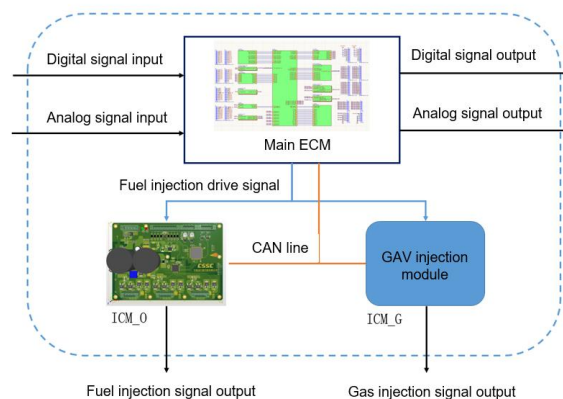 Digital signal input
Digital signal output
Analog signal input
Analog signal output
Main ECM
Fuel injection drive signal
CAN line
GAV injection
module
ICM_O
ICM_G
Fuel injection signal output
Gas injection signal output